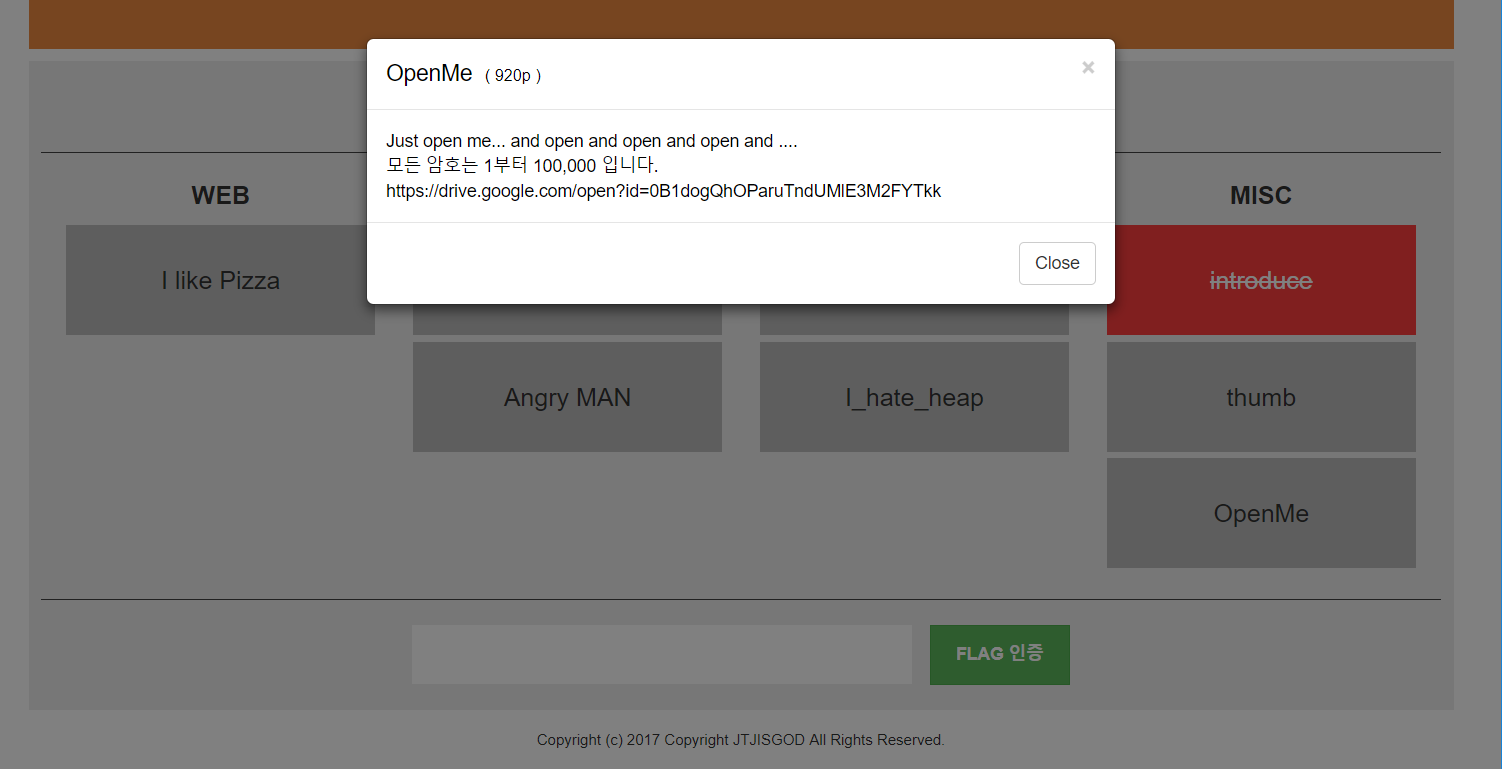 OpenMe ( 920p )
×
Just open me... and open and open and open and ....
모든 암호는 1부터 100,000 입니다.
https://drive.google.com/open?id=0B1dogQhOParuTndUMlE3M2FYTkk
Close
WEB
MISC
I like Pizza
introduce
Angry MAN
I_hate_heap
thumb
OpenMe
FLAG 인증
Copyright (c) 2017 Copyright JTJISGOD All Rights Reserved.